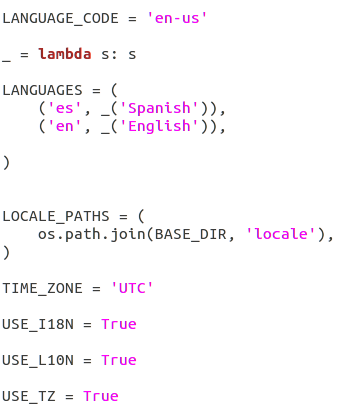 LANGUAGE_CODE = 'en-us'
_ = lambda s: s
LANGUAGES = (
('es', _('Spanish')),
('en', _('English')),
)
LOCALE_PATHS = (
os.path.join(BASE_DIR, 'locale'),
)
TIME_ZONE = 'UTC'
USE_I18N = True
USE_L10N = True
USE_TZ = True